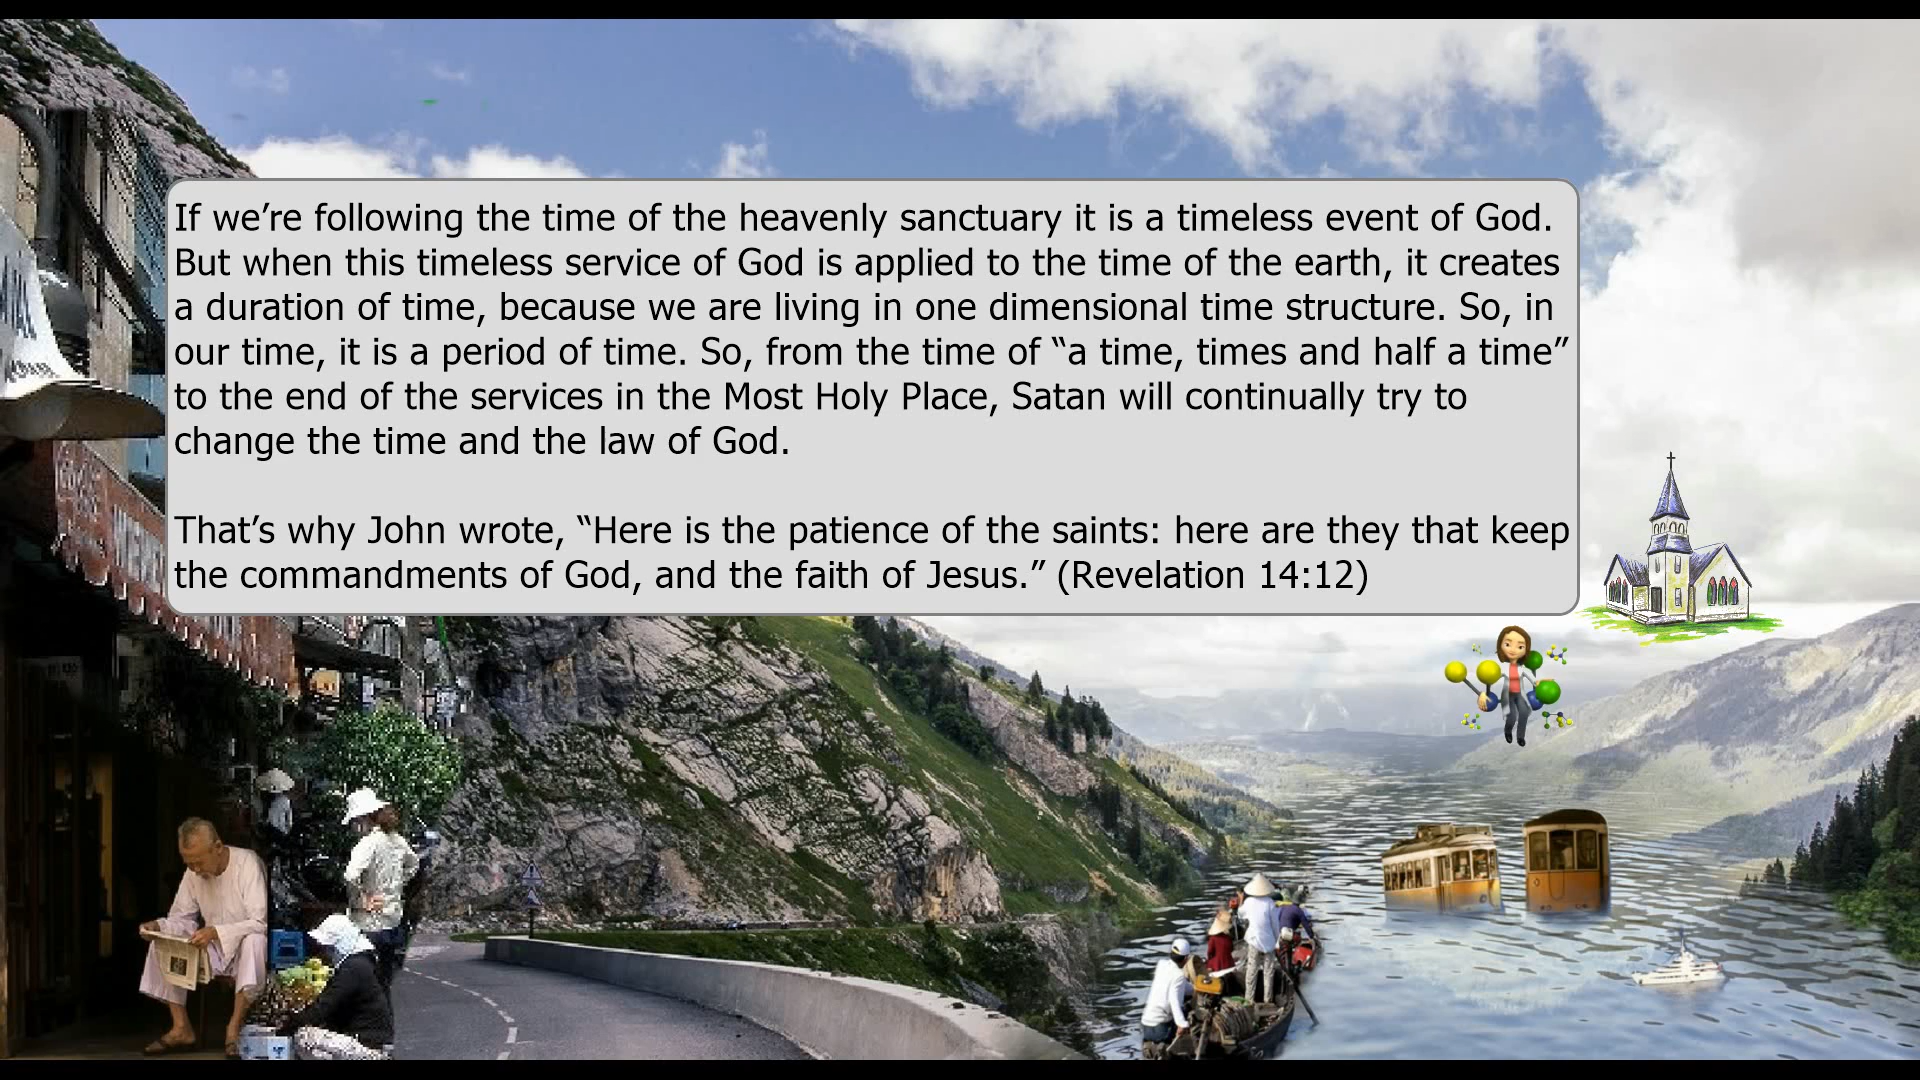 If we’re following the time of the heavenly sanctuary it is a timeless event of God.
But when this timeless service of God is applied to the time of the earth, it creates
a duration of time, because we are living in one dimensional time structure. So, in
our time, it is a period of time. So, from the time of “a time, times and half a time”
to the end of the services in the Most Holy Place, Satan will continually try to
change the time and the law of God.
That’s why John wrote, “Here is the patience of the saints: here are they that keep
the commandments of God, and the faith of Jesus.” (Revelation 14:12)